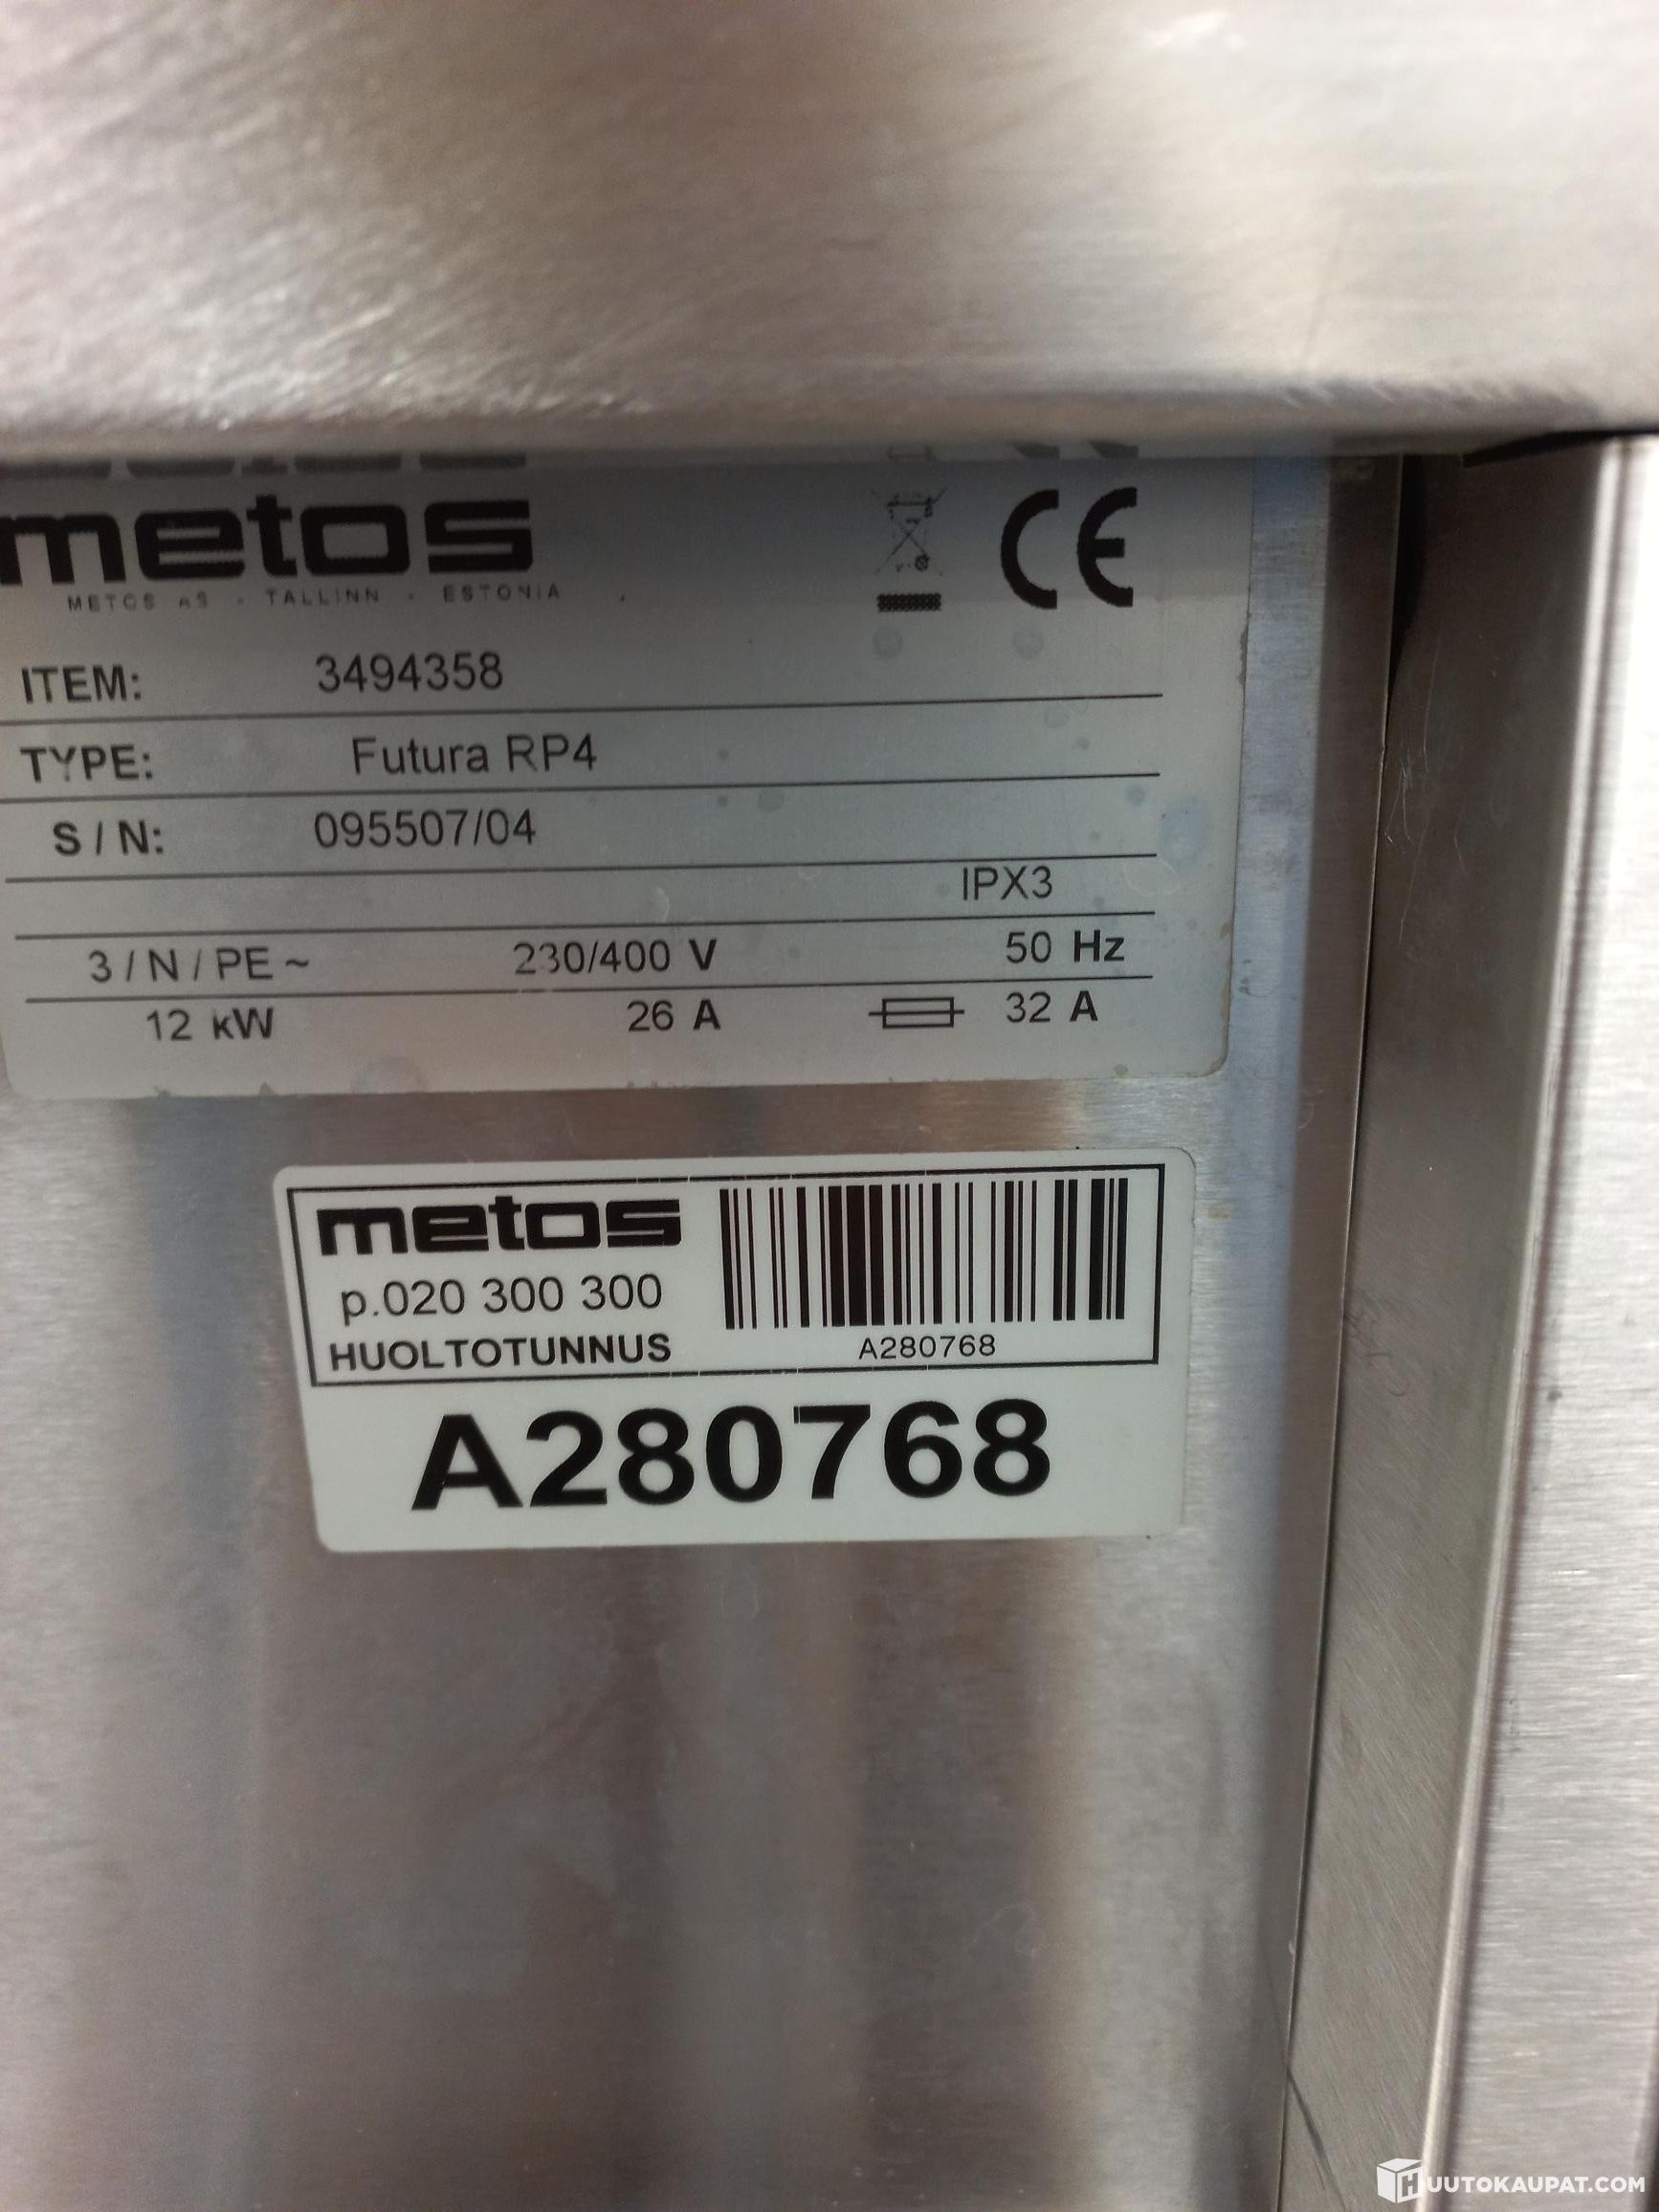 metos
METOS AS - TALLINN - ESTONIA
CE
ITEM: 3494358
TYPE: Futura RP4
S/N: 095507/04
IPX3
3/N/PE~ 230/400 V 50 Hz
12 kW 26 A 32 A
metos
p.020 300 300
HUOLTOTUNNUS
A280768
A280768
HUUTOKAUPAT.COM